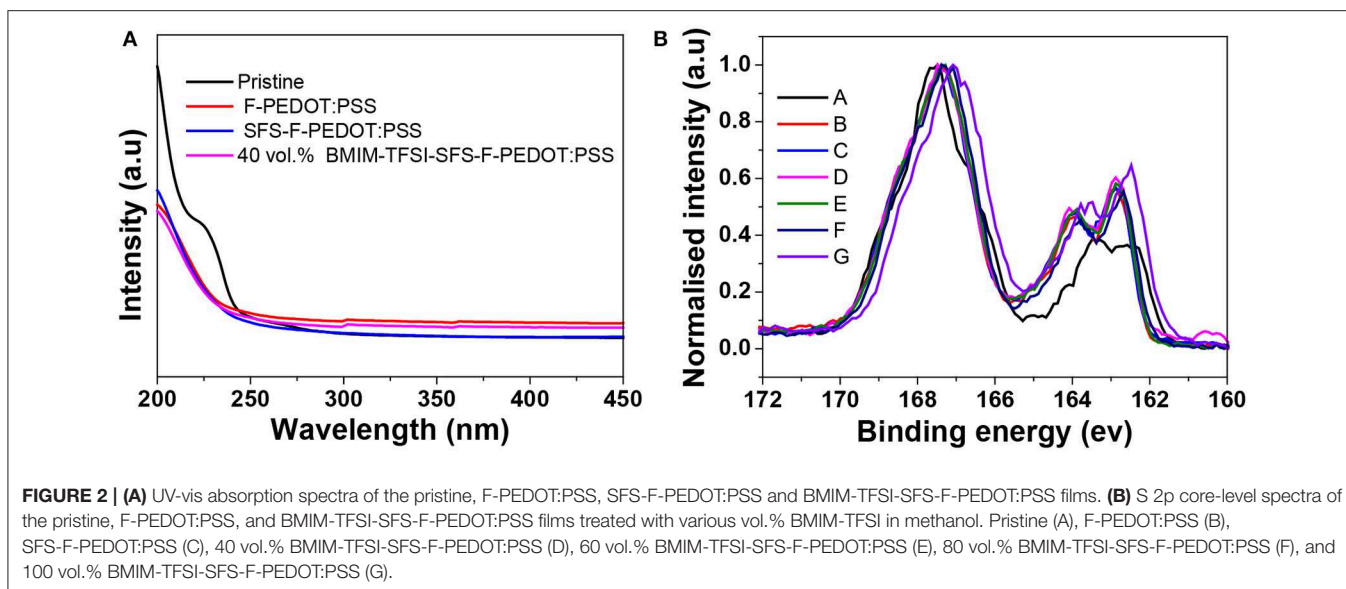 A
Pristine
F-PEDOT:PSS
SFS-F-PEDOT:PSS
40 vol.% BMIM-TFSI-SFS-F-PEDOT:PSS
Intensity (a.u)
200 250 300 350 400 450
Wavelength (nm)
B
A
B
C
D
E
F
G
Normalised intensity (a.u)
1.0
0.8
0.6
0.4
0.2
0.0
172 170 168 166 164 162 160
Binding energy (ev)
FIGURE 2 | (A) UV-vis absorption spectra of the pristine, F-PEDOT:PSS, SFS-F-PEDOT:PSS and BMIM-TFSI-SFS-F-PEDOT:PSS films. (B) S 2p core-level spectra of
the pristine, F-PEDOT:PSS, and BMIM-TFSI-SFS-F-PEDOT:PSS films treated with various vol.% BMIM-TFSI in methanol. Pristine (A), F-PEDOT:PSS (B),
SFS-F-PEDOT:PSS (C), 40 vol.% BMIM-TFSI-SFS-F-PEDOT:PSS (D), 60 vol.% BMIM-TFSI-SFS-F-PEDOT:PSS (E), 80 vol.% BMIM-TFSI-SFS-F-PEDOT:PSS (F), and
100 vol.% BMIM-TFSI-SFS-F-PEDOT:PSS (G).